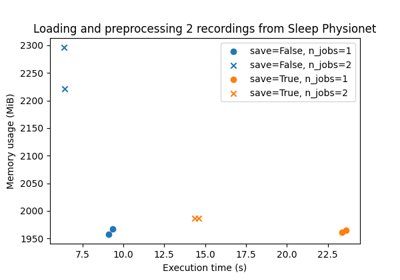 Loading and preprocessing 2 recordings from Sleep Physionet
save=False, n_jobs=1
save=False, n_jobs=2
save=True, n_jobs=1
save=True, n_jobs=2
Memory usage (MiB)
2300
2250
2200
2150
2100
2050
2000
1950
7.5 10.0 12.5 15.0 17.5 20.0 22.5
Execution time (s)